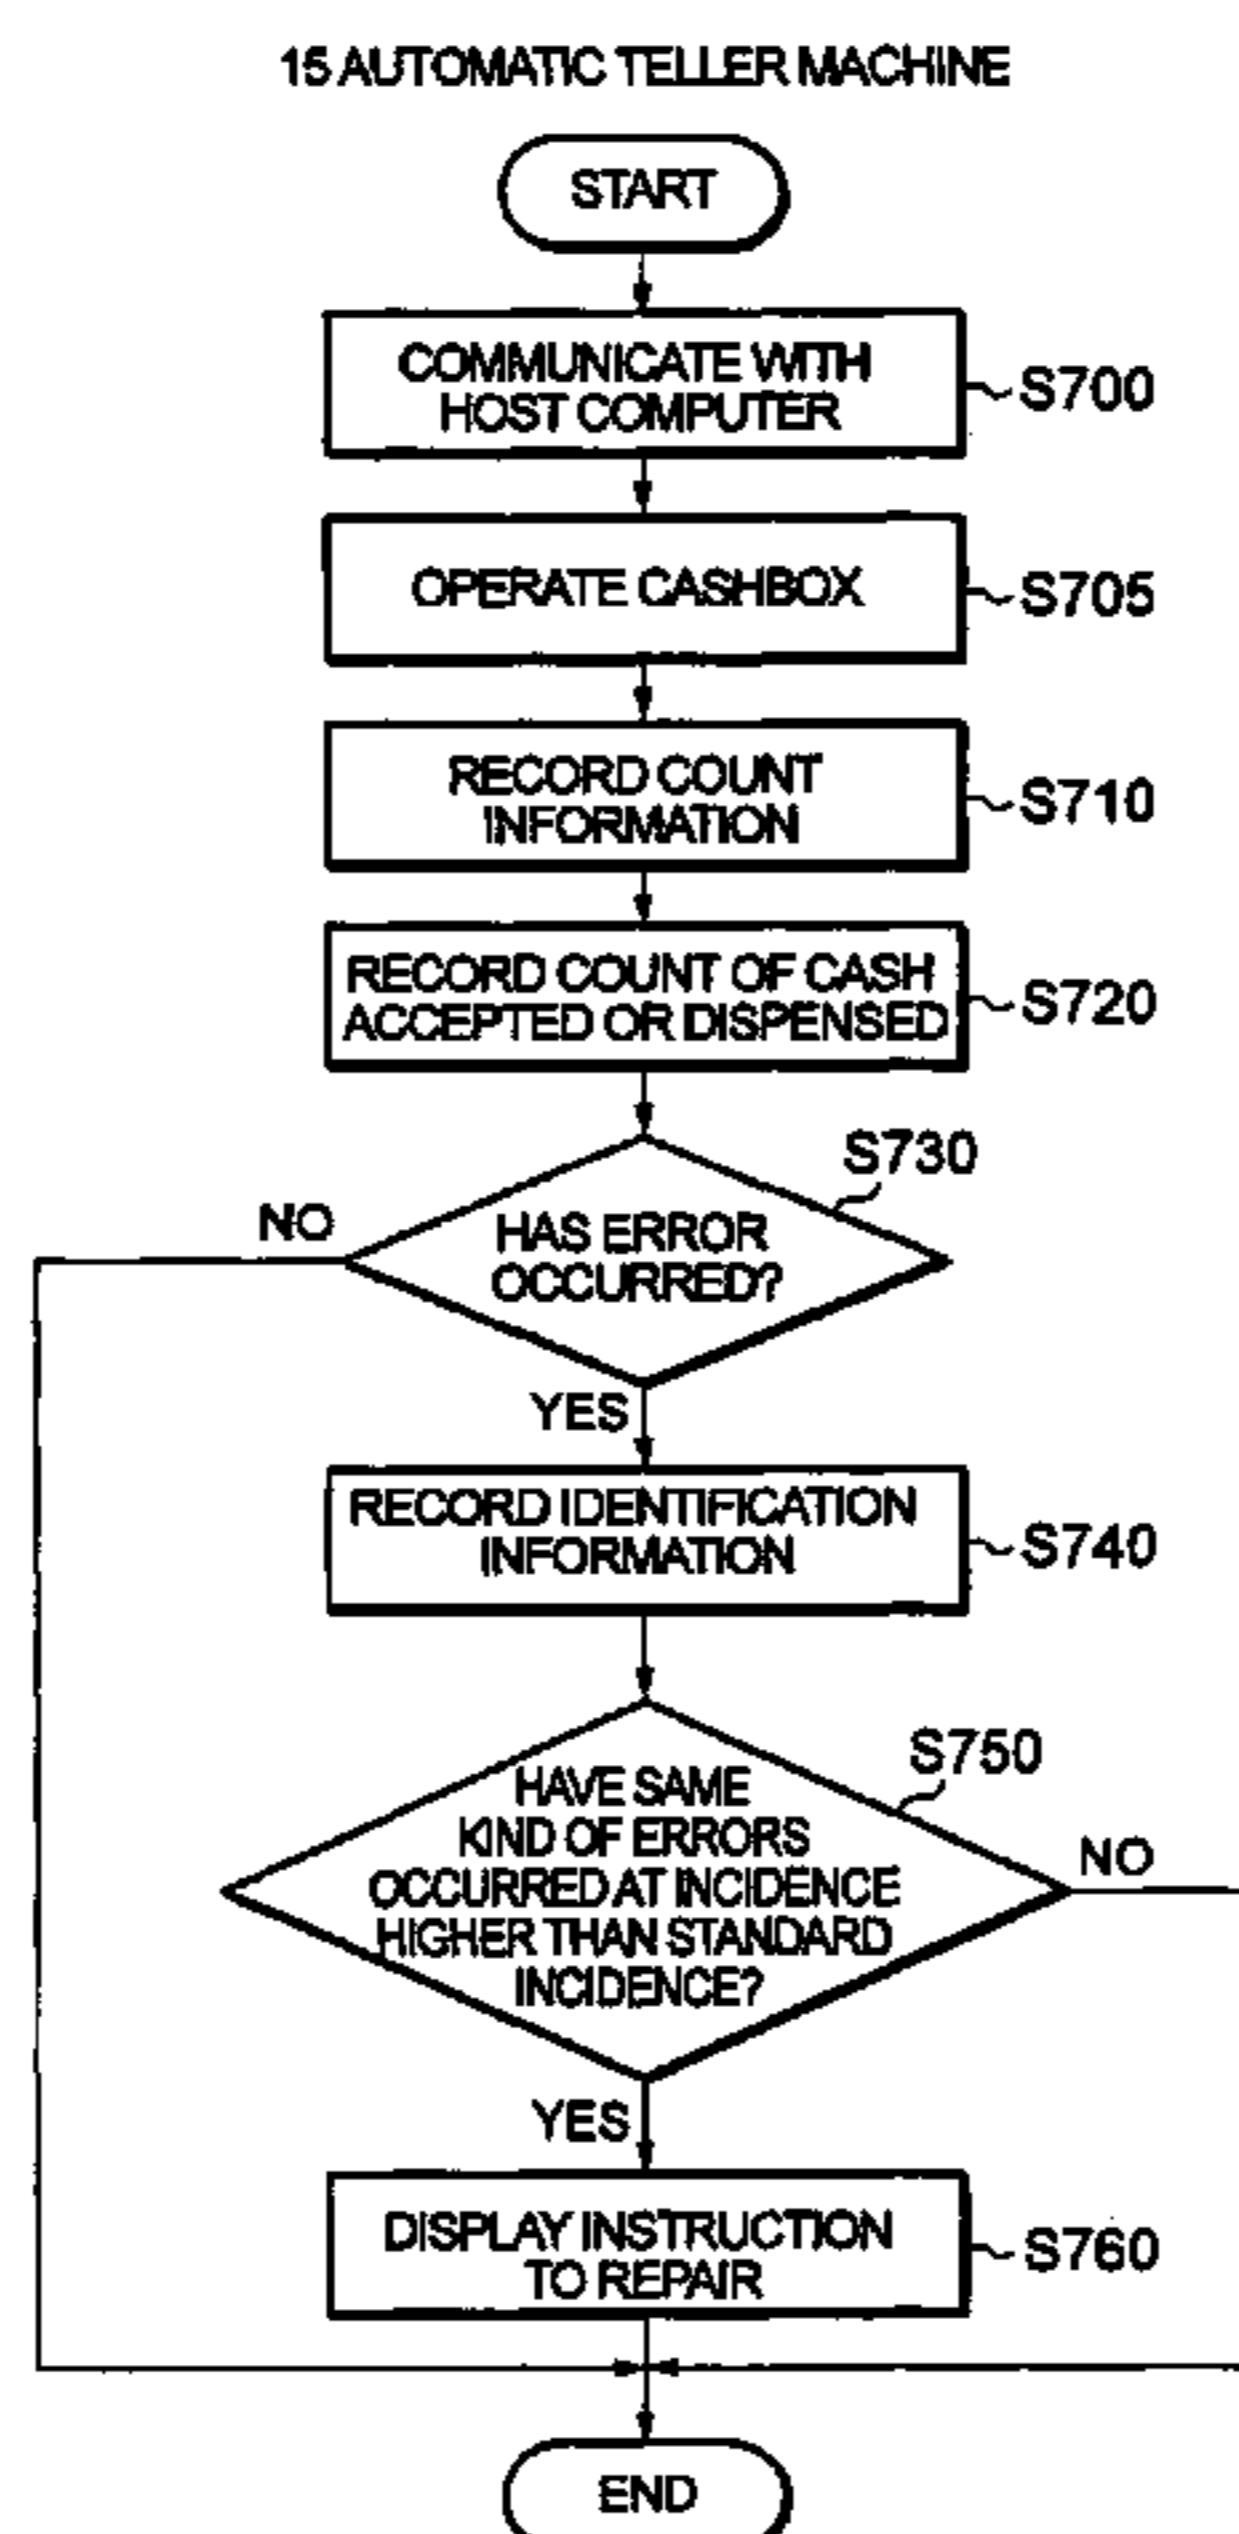 15 AUTOMATIC TELLER MACHINE
START
COMMUNICATE WITH
HOST COMPUTER
S700
OPERATE CASHBOX
S705
RECORD COUNT
INFORMATION
S710
RECORD COUNT OF CASH
ACCEPTED OR DISPENSED
S720
S730
NO
HAS ERROR
OCCURRED?
YES
RECORD IDENTIFICATION
INFORMATION
S740
S750
HAVE SAME
KIND OF ERRORS
OCCURRED AT INCIDENCE
HIGHER THAN STANDARD
INCIDENCE?
NO
YES
DISPLAY INSTRUCTION
TO REPAIR
S760
END